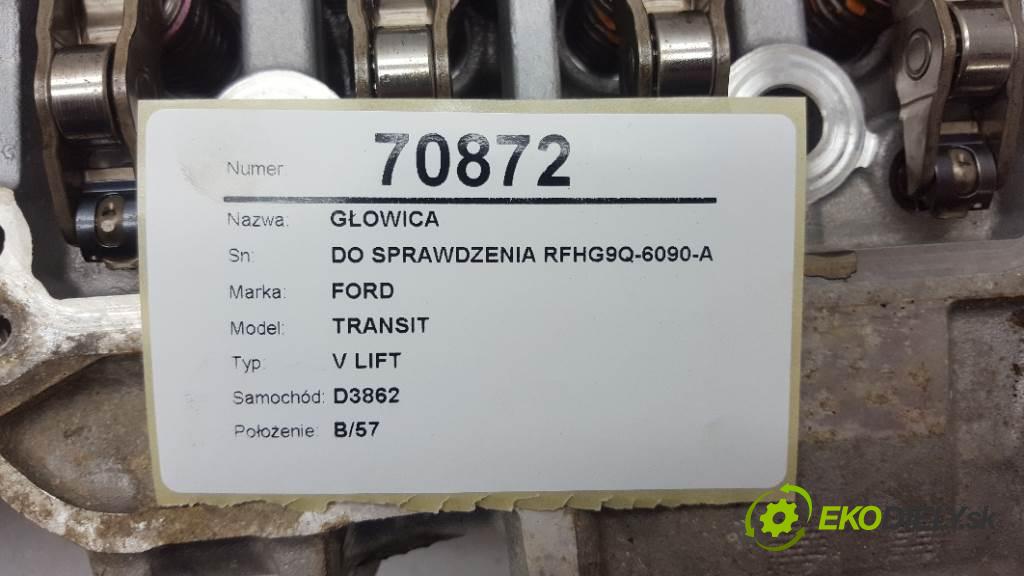 Numer: 70872
Nazwa: GŁOWICA
Sn: DO SPRAWDZENIA RFHG9Q-6090-A
Marka: FORD
Model: TRANSIT
Typ: V LIFT
Samochód: D3862
Położenie: B/57
EKODIELY.sk